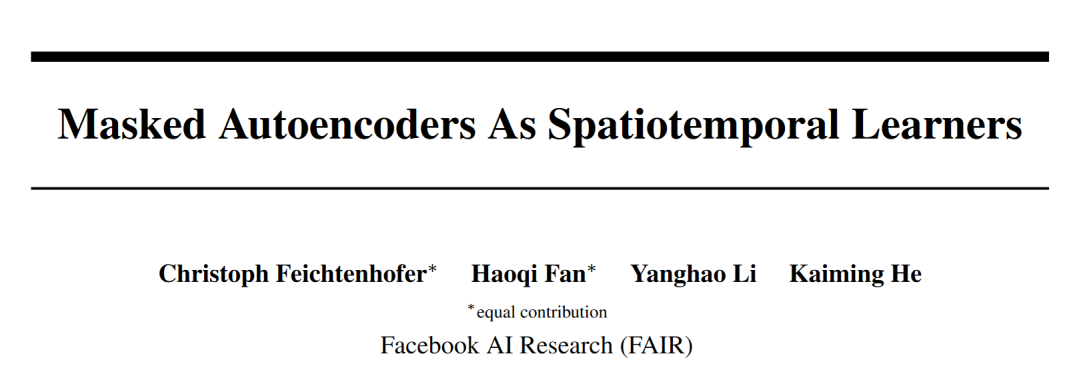 Masked Autoencoders As Spatiotemporal Learners
Christoph Feichtenhofer* Haoqi Fan* Yanghao Li Kaiming He
*equal contribution
Facebook AI Research (FAIR)